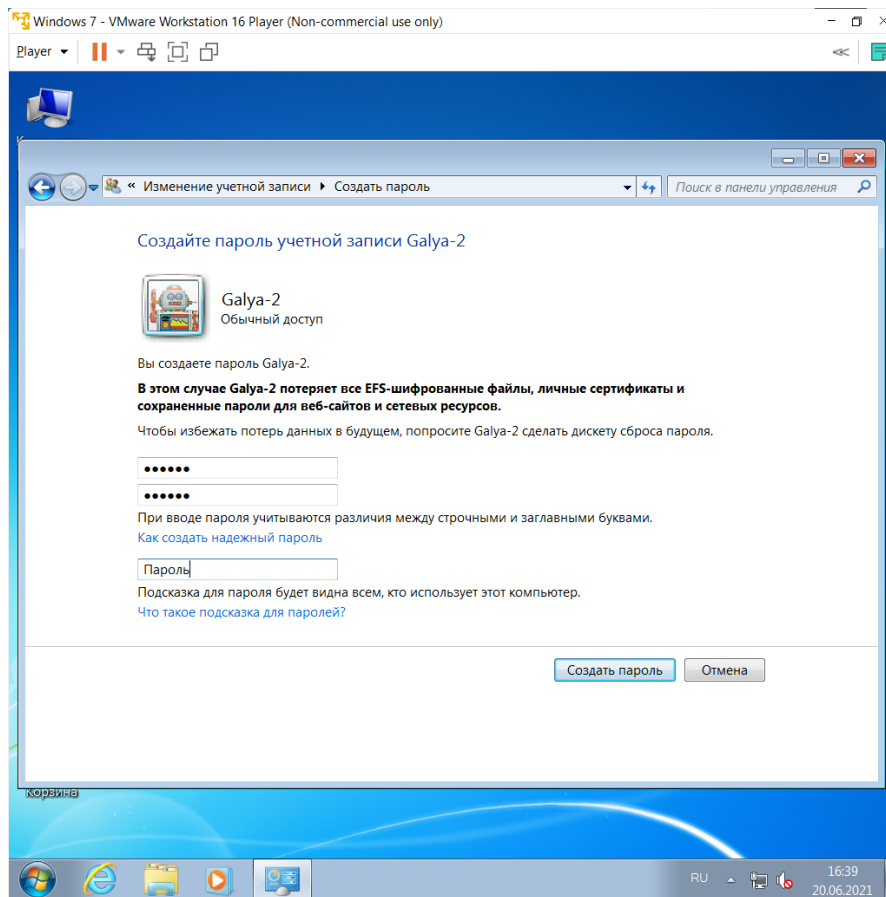 Windows 7 - VMware Workstation 16 Player (Non-commercial use only)
Player
Изменение учетной записи Создать пароль
Поиск в панели управления
Создайте пароль учетной записи Galya-2
Galya-2
Обычный доступ
Вы создаете пароль Galya-2.
В этом случае Galya-2 потеряет все EFS-шифрованные файлы, личные сертификаты и
сохраненные пароли для веб-сайтов и сетевых ресурсов.
Чтобы избежать потерь данных в будущем, попросите Galya-2 сделать дискету сброса пароля.
••••••
••••••
При вводе пароля учитываются различия между строчными и заглавными буквами.
Как создать надежный пароль
Пароль
Подсказка для пароля будет видна всем, кто использует этот компьютер.
Что такое подсказка для паролей?
Создать пароль Отмена
Корзина
RU 16:39
20.06.2021